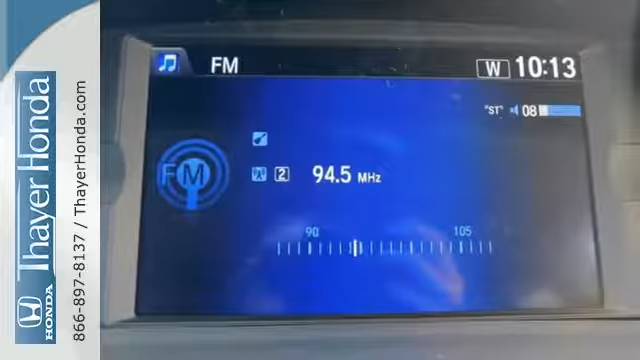 Thayer Honda
HONDA
866-897-8137 / ThayerHonda.com
FM
W 10:13
"ST" 08
FM
2 94.5 MHz
90 105